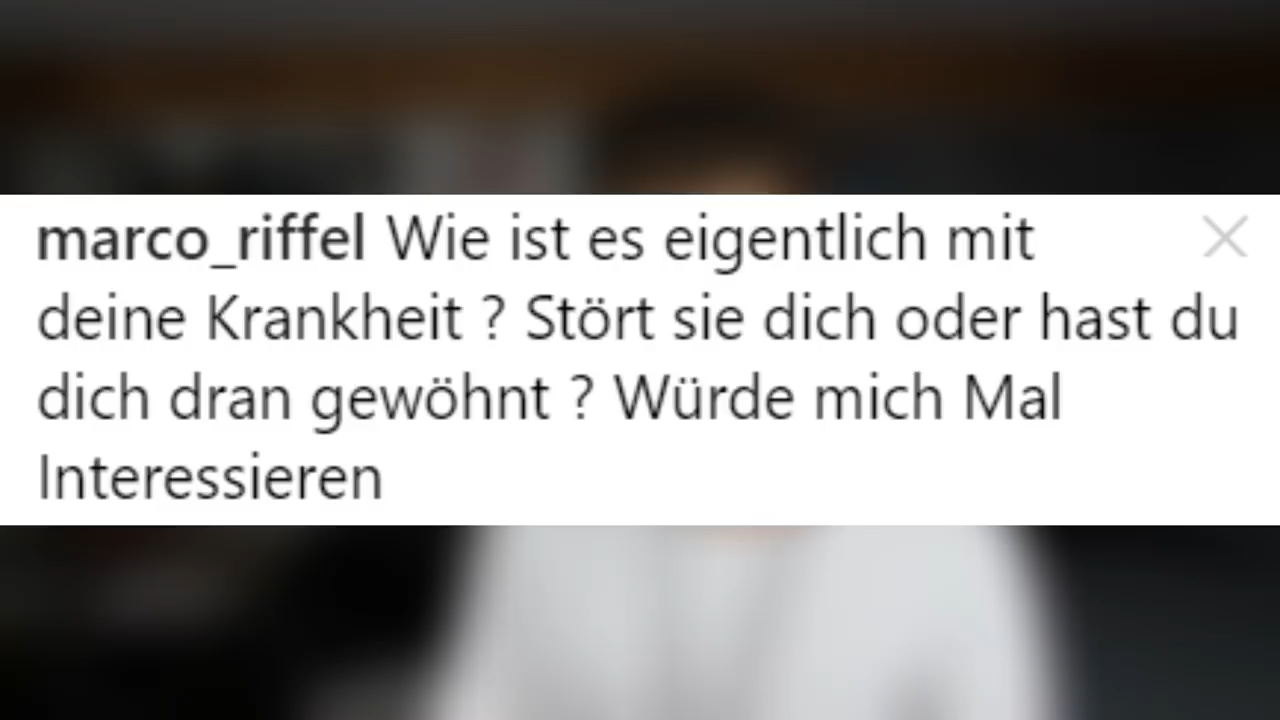 marco_riffel Wie ist es eigentlich mit
deine Krankheit ? Stört sie dich oder hast du
dich dran gewöhnt ? Würde mich Mal
Interessieren